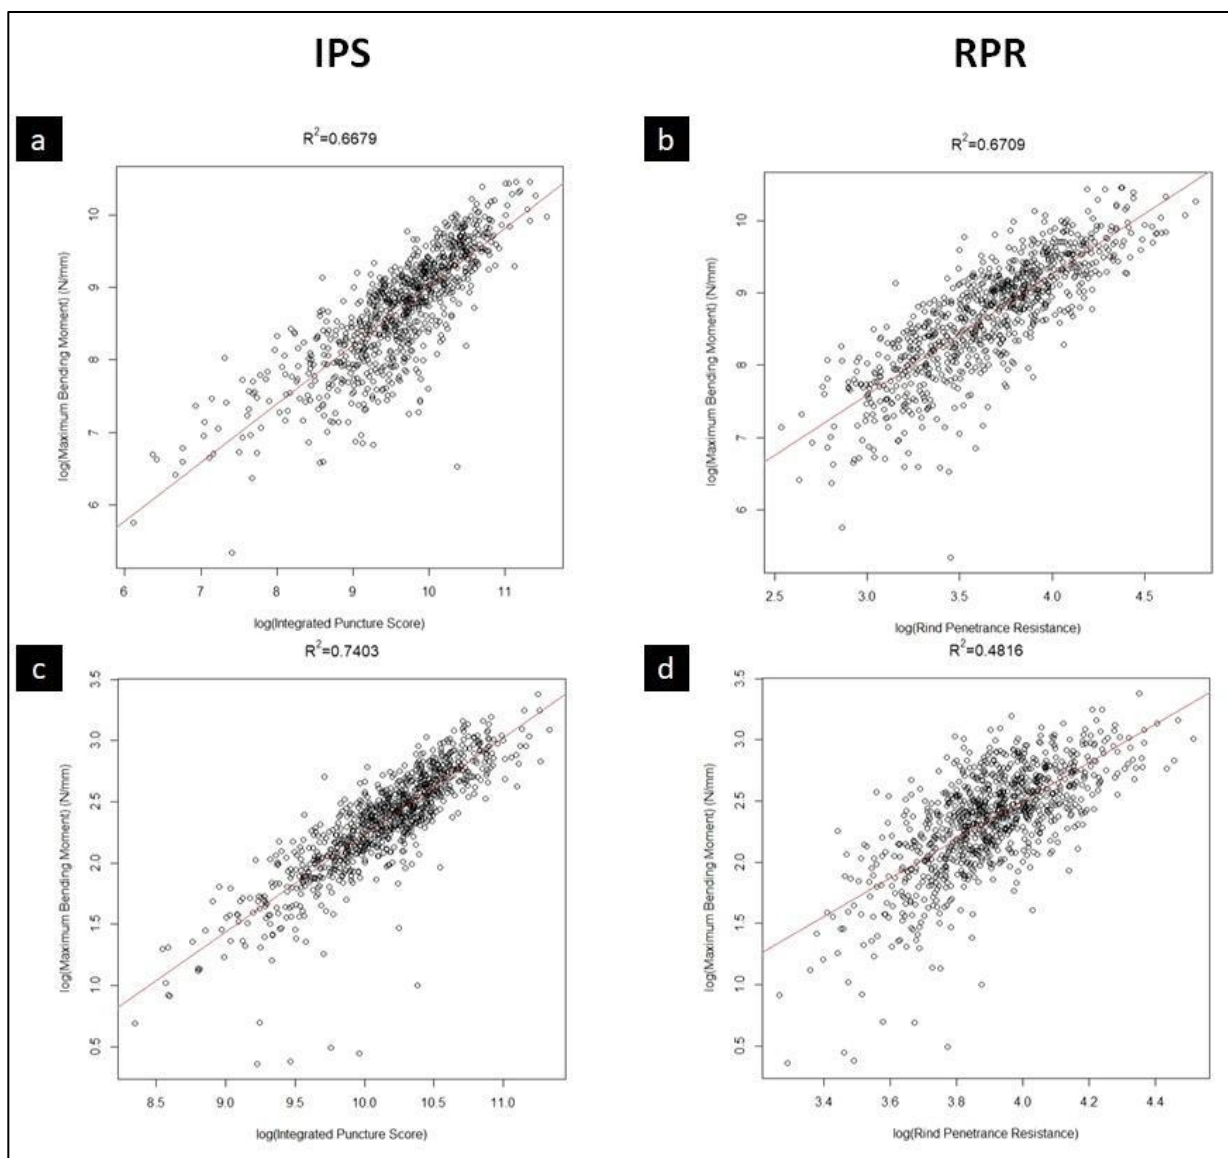 IPS
RPR
a
R²=0.6679
log(Maximum Bending Moment) (N/mm)
10
9
8
7
6
6 7 8 9 10 11
log(Integrated Puncture Score)
b
R²=0.6709
log(Maximum Bending Moment) (N/mm)
10
9
8
7
6
2.5 3.0 3.5 4.0 4.5
log(Rind Penetrance Resistance)
c
R²=0.7403
log(Maximum Bending Moment) (N/mm)
3.5
3.0
2.5
2.0
1.5
1.0
0.5
8.5 9.0 9.5 10.0 10.5 11.0
log(Integrated Puncture Score)
d
R²=0.4816
log(Maximum Bending Moment) (N/mm)
3.5
3.0
2.5
2.0
1.5
1.0
0.5
3.4 3.6 3.8 4.0 4.2 4.4
log(Rind Penetrance Resistance)